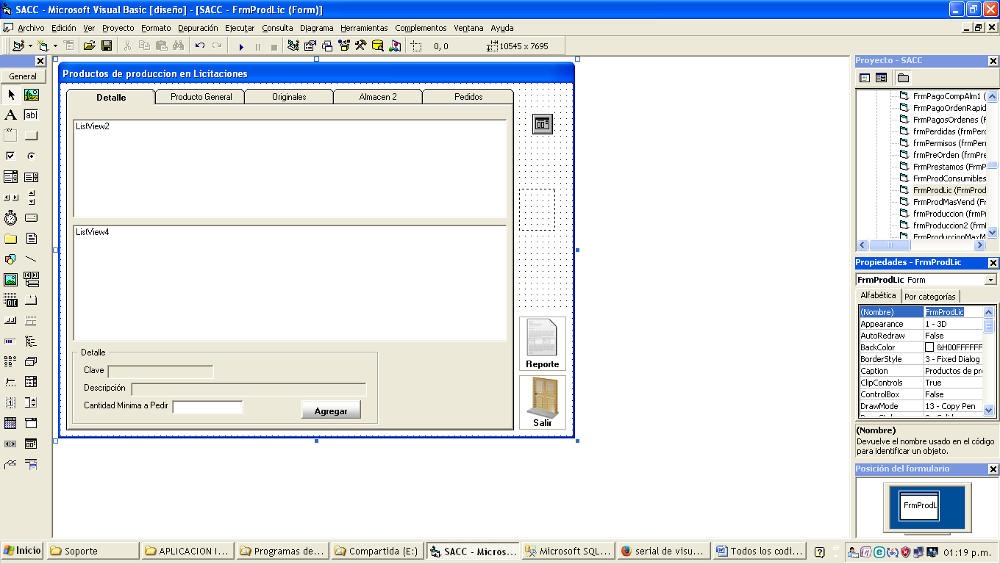 SACC - Microsoft Visual Basic [diseño] - [SACC - FrmProdLic (Form)]
Archivo Edición Ver Proyecto Formato Depuración Ejecutar Consulta Diagrama Herramientas Complementos Ventana Ayuda
0, 0 10545 x 7695
General
A ab|
xy
OLE
Productos de produccion en Licitaciones
Detalle Producto General Originales Almacen 2 Pedidos
ListView2
ListView4
Detalle
Clave
Descripción
Cantidad Minima a Pedir
Agregar
Reporte
Salir
Proyecto - SACC
FrmPagoCompAlm1 (
FrmPagoOrdenRapid
FrmPagosOrdenes (F
frmPerdidas (frmPerd
frmPermisos (frmPerr
frmPreOrden (frmPre
FrmPrestamos (FrmP
FrmProdConsumibles
FrmProdLic (FrmProd
FrmProdMasVend (Fr
frmProduccion (frmPr
frmProduccion2 (frml
FrmProduccionMaxM
Propiedades - FrmProdLic
FrmProdLic Form
Alfabética Por categorías
(Nombre) FrmProdLic
Appearance 1 - 3D
AutoRedraw False
BackColor &H00FFFFFF
BorderStyle 3 - Fixed Dialog
Caption Productos de pr
ClipControls True
ControlBox False
DrawMode 13 - Copy Pen
(Nombre)
Devuelve el nombre usado en el código
para identificar un objeto.
Posición del formulario
FrmProdL
Inicio Soporte APLICACION I... Programas de... Compartida (E:) SACC - Micros... Microsoft SQL... serial de visu... Todos los codi... 01:19 p.m.